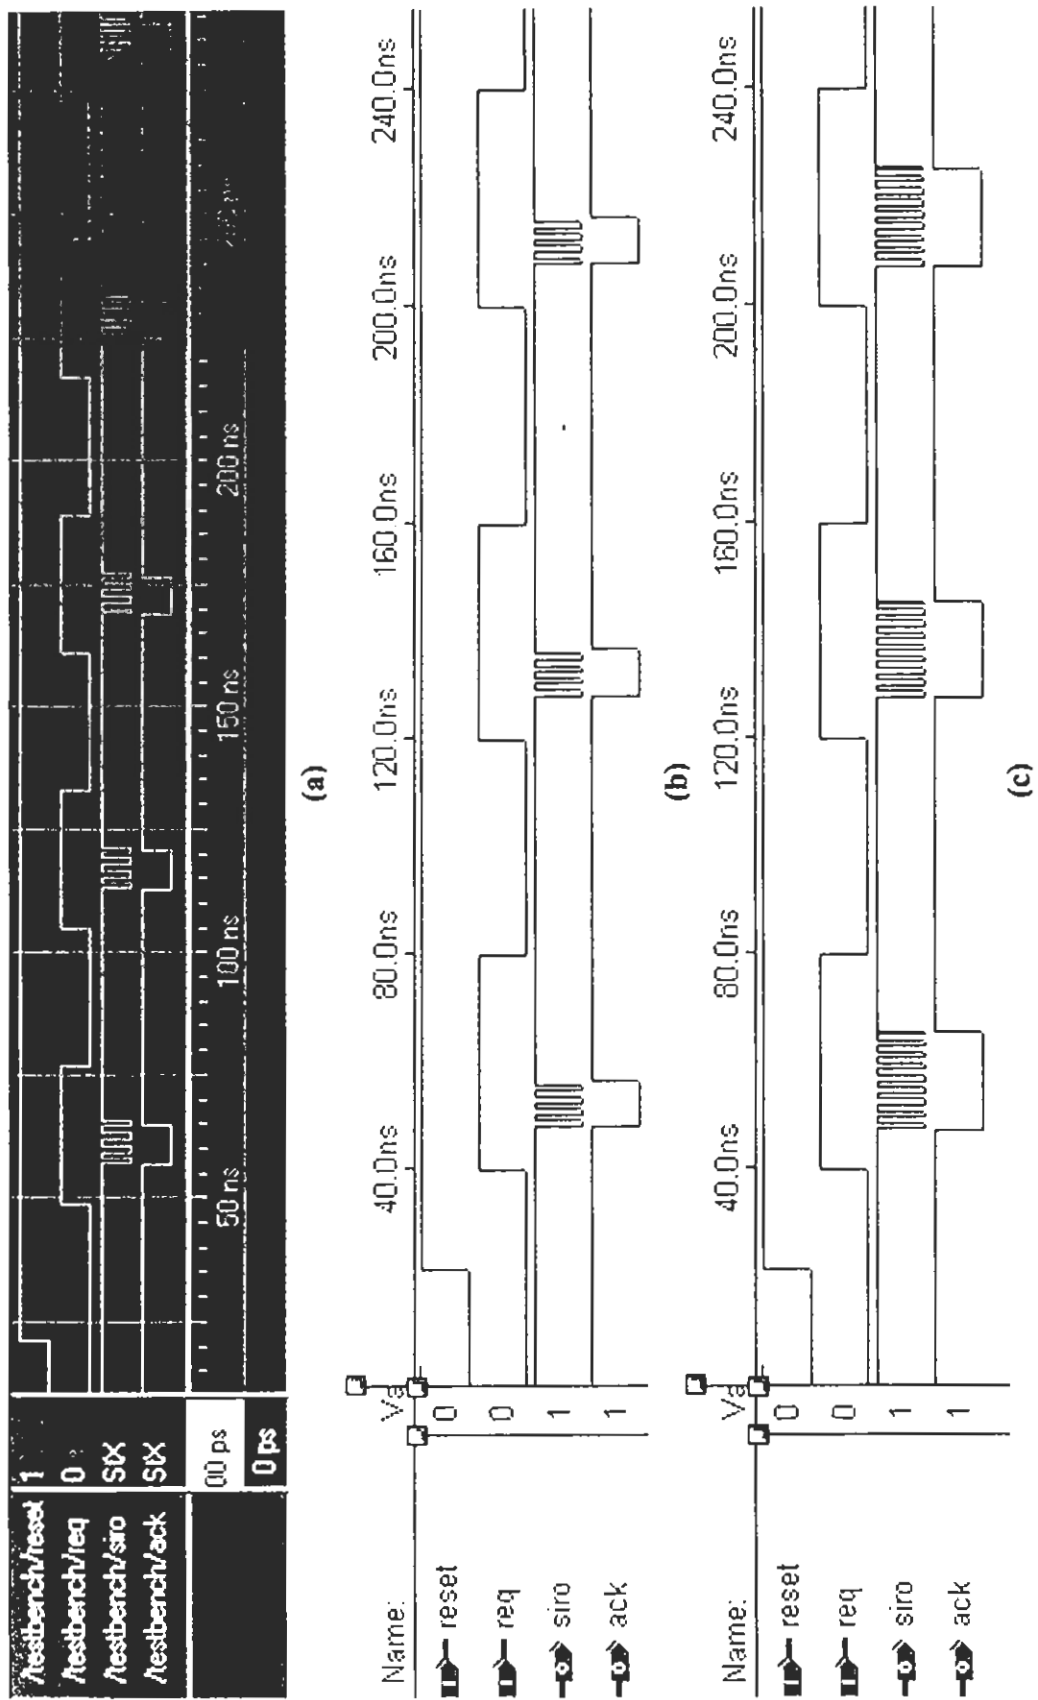 /testbench/reset 1
/testbench/req 0
/testbench/siro StX
/testbench/ack StX
00 ps
0 ps
50 ns 100 ns 150 ns 200 ns
(a)
Name: Va 40.0ns 80.0ns 120.0ns 160.0ns 200.0ns 240.0ns
reset 0
req 0
siro 1
ack 1
(b)
Name: Va 40.0ns 80.0ns 120.0ns 160.0ns 200.0ns 240.0ns
reset 0
req 0
siro 1
ack 1
(c)